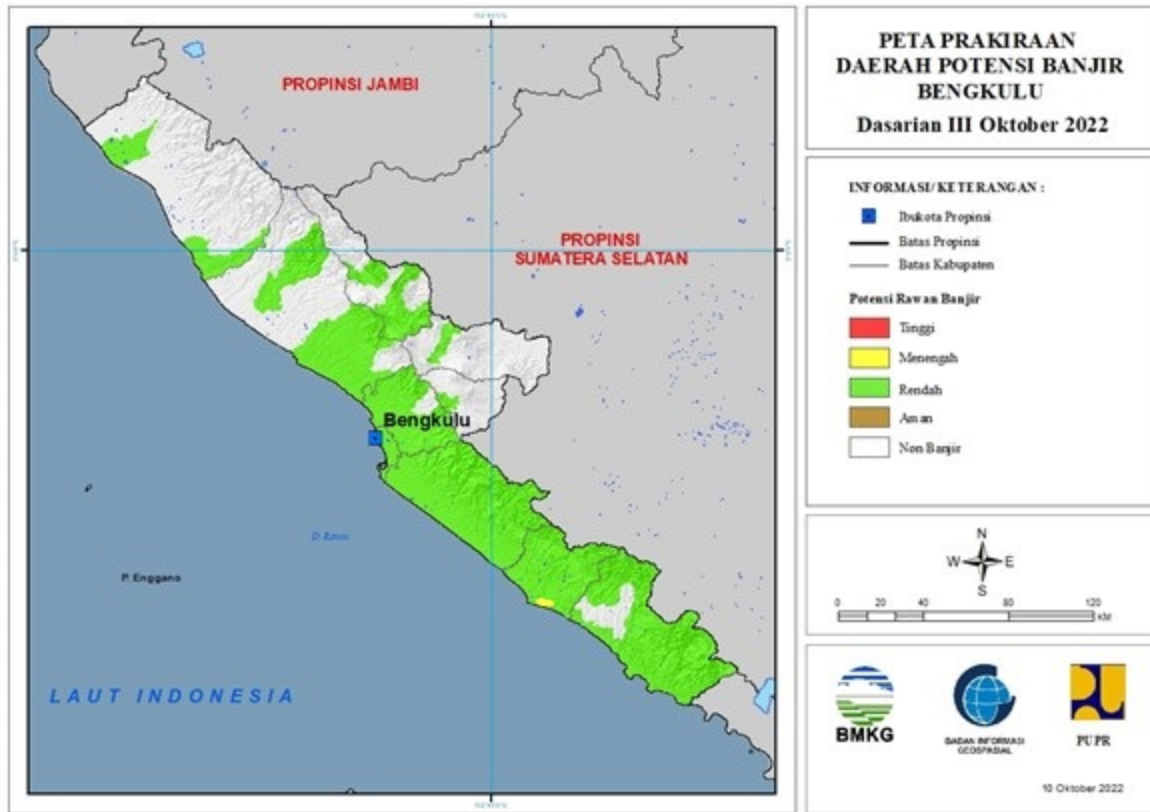 PROPINSI JAMBI
PROPINSI
SUMATERA SELATAN
Bengkulu
P. Enggano
LAUT INDONESIA
PETA PRAKIRAAN
DAERAH POTENSI BANJIR
BENGKULU
Dasarian III Oktober 2022
INFORMASI/KETERANGAN :
Ibukota Propinsi
Batas Propinsi
Batas Kabupaten
Potensi Rawan Banjir
Tinggi
Menengah
Rendah
Aman
Non Banjir
N
W E
S
0 20 40 80 120
KM
BMKG
BADAN INFORMASI
GEOSPASIAL
PUPR
10 Oktober 2022